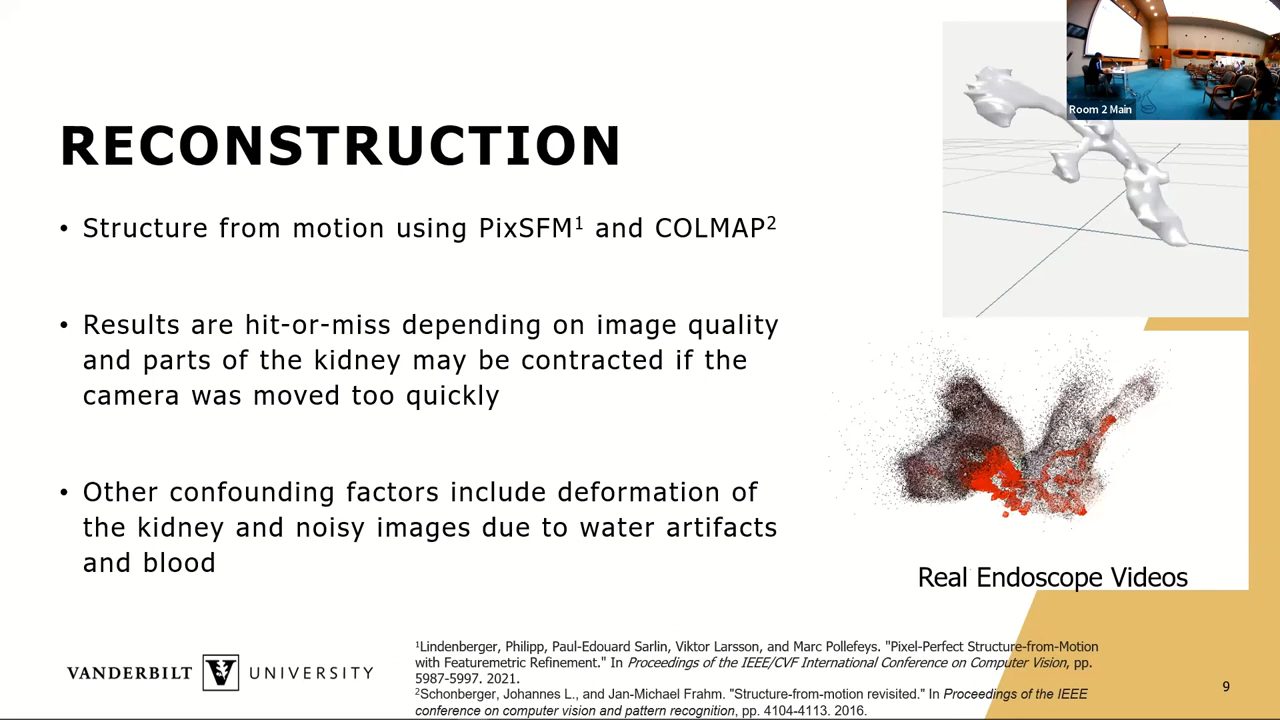 Room 2 Main
RECONSTRUCTION
• Structure from motion using PixSFM¹ and COLMAP²
• Results are hit-or-miss depending on image quality
and parts of the kidney may be contracted if the
camera was moved too quickly
• Other confounding factors include deformation of
the kidney and noisy images due to water artifacts
and blood
Real Endoscope Videos
VANDERBILT V UNIVERSITY
¹Lindenberger, Philipp, Paul-Edouard Sarlin, Viktor Larsson, and Marc Pollefeys. "Pixel-Perfect Structure-from-Motion
with Featuremetric Refinement." In Proceedings of the IEEE/CVF International Conference on Computer Vision, pp.
5987-5997. 2021.
²Schonberger, Johannes L., and Jan-Michael Frahm. "Structure-from-motion revisited." In Proceedings of the IEEE
conference on computer vision and pattern recognition, pp. 4104-4113. 2016.
9